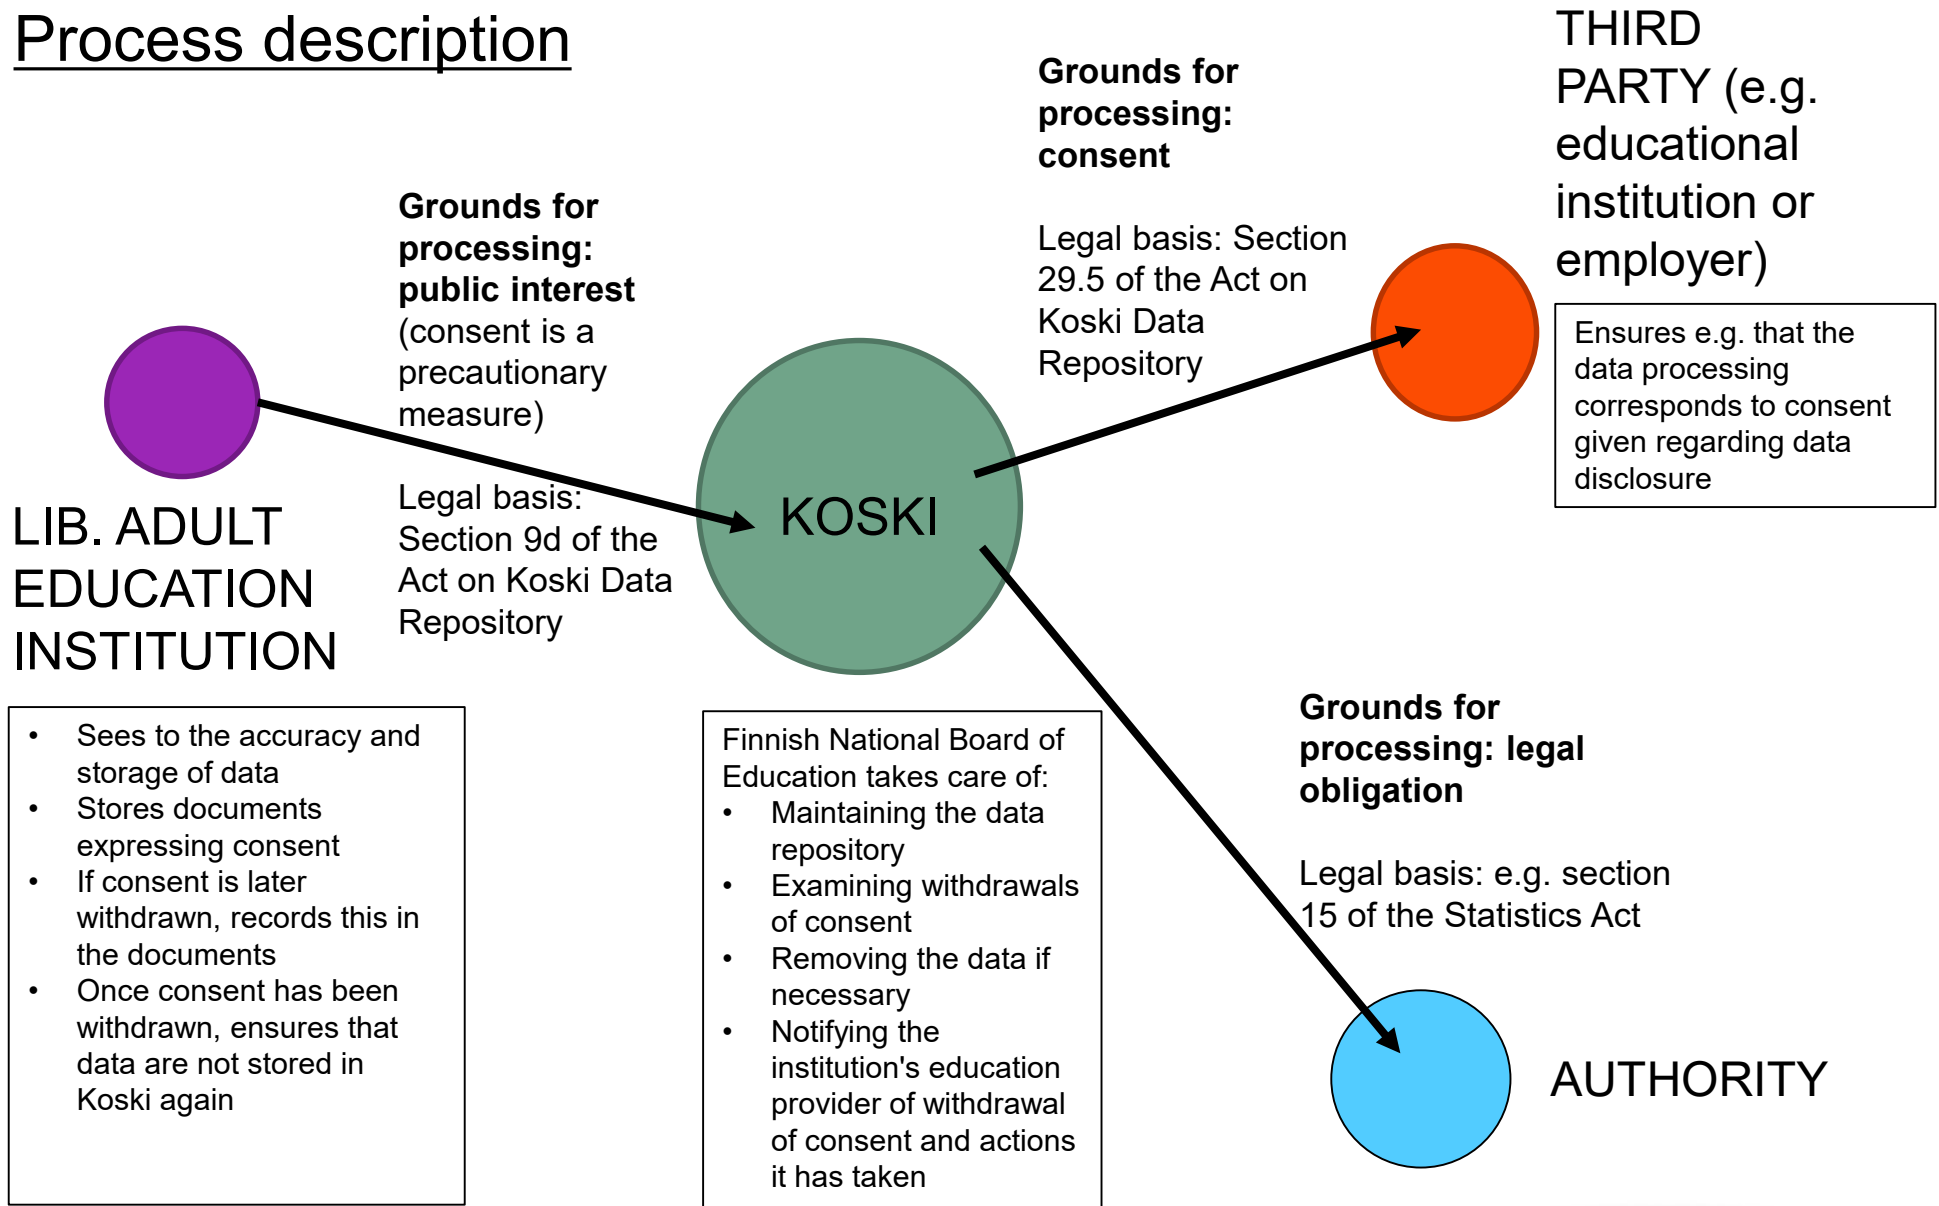 Process description
Grounds for
processing:
public interest
(consent is a
precautionary
measure)
Legal basis:
Section 9d of the
Act on Koski Data
Repository
LIB. ADULT
EDUCATION
INSTITUTION
• Sees to the accuracy and
storage of data
• Stores documents
expressing consent
• If consent is later
withdrawn, records this in
the documents
• Once consent has been
withdrawn, ensures that
data are not stored in
Koski again
KOSKI
Finnish National Board of
Education takes care of:
• Maintaining the data
repository
• Examining withdrawals
of consent
• Removing the data if
necessary
• Notifying the
institution's education
provider of withdrawal
of consent and actions
it has taken
Grounds for
processing:
consent
Legal basis: Section
29.5 of the Act on
Koski Data
Repository
THIRD
PARTY (e.g.
educational
institution or
employer)
Ensures e.g. that the
data processing
corresponds to consent
given regarding data
disclosure
Grounds for
processing: legal
obligation
Legal basis: e.g. section
15 of the Statistics Act
AUTHORITY